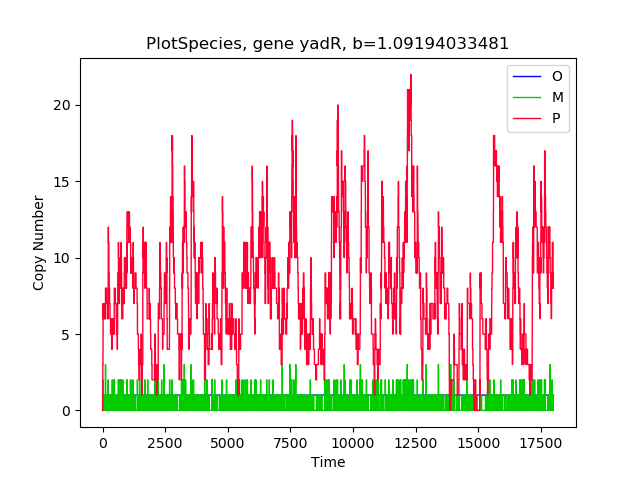 PlotSpecies, gene yadR, b=1.09194033481
O
M
P
20
15
10
5
0
Copy Number
0 2500 5000 7500 10000 12500 15000 17500
Time